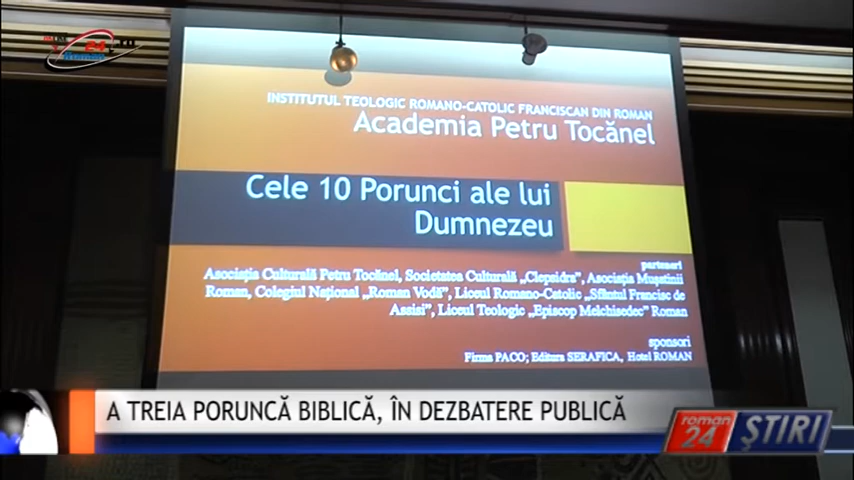 INSTITUTUL TEOLOGIC ROMANO-CATOLIC FRANCISCAN DIN ROMAN
Academia Petru Tocănel
Cele 10 Porunci ale lui
Dumnezeu
parteneri
Asociația Culturală Petru Tocănel, Societatea Culturală „Clepsidra”, Asociația Mușatinii
Roman, Colegiul Național „Roman Vodă”, Liceul Romano-Catolic „Sfântul Francisc de
Assisi”, Liceul Teologic „Episcop Melchisedec” Roman
sponsori
Firma PACO; Editura SERAFICA, Hotel ROMAN
A TREIA PORUNCĂ BIBLICĂ, ÎN DEZBATERE PUBLICĂ
roman
24 ȘTIRI